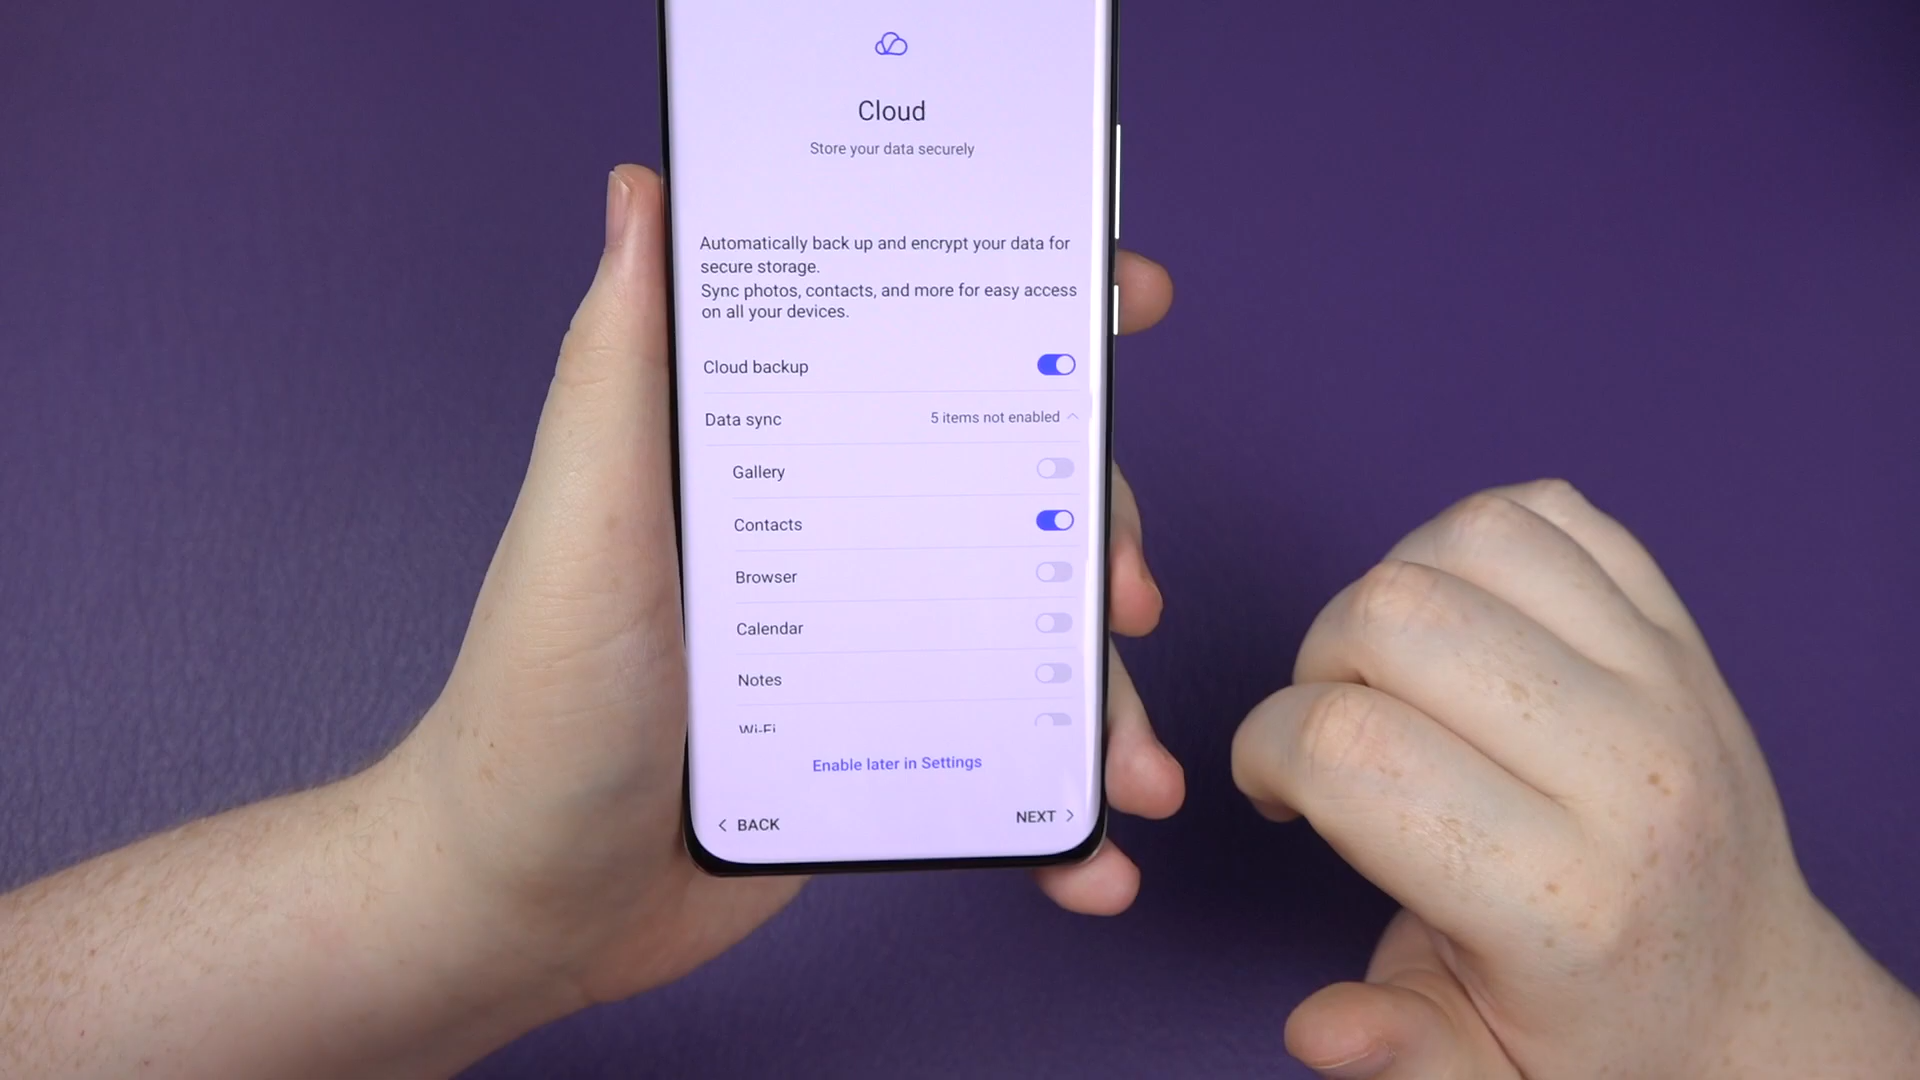 Cloud
Store your data securely
Automatically back up and encrypt your data for
secure storage.
Sync photos, contacts, and more for easy access
on all your devices.
Cloud backup
Data sync 5 items not enabled
Gallery
Contacts
Browser
Calendar
Notes
Wi-Fi
Enable later in Settings
BACK NEXT